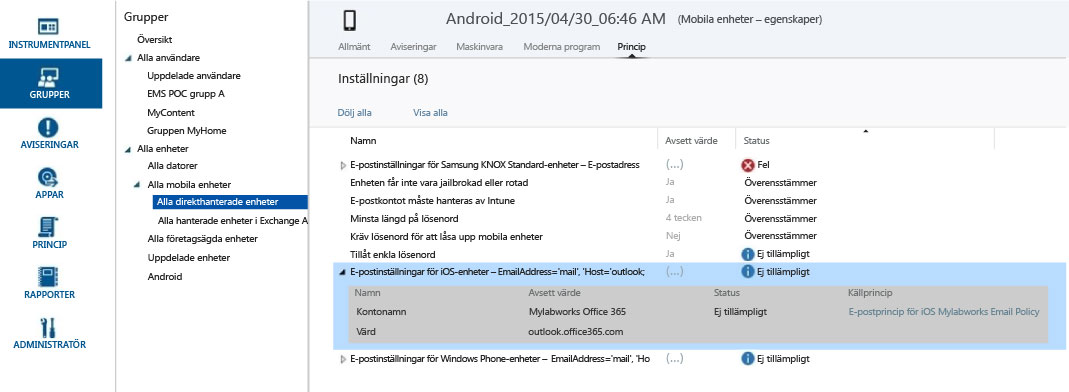 INSTRUMENTPANEL
GRUPPER
AVISERINGAR
APPAR
PRINCIP
RAPPORTER
ADMINISTRATÖR
Grupper
Översikt
Alla användare
Uppdelade användare
EMS POC grupp A
MyContent
Gruppen MyHome
Alla enheter
Alla datorer
Alla mobila enheter
Alla direkthanterade enheter
Alla hanterade enheter i Exchange A
Alla företagsägda enheter
Uppdelade enheter
Android
Android_2015/04/30_06:46 AM (Mobila enheter – egenskaper)
Allmänt Aviseringar Maskinvara Moderna program Princip
Inställningar (8)
Dölj alla Visa alla
Namn Avsett värde Status
E-postinställningar för Samsung KNOX Standard-enheter – E-postadress (...) Fel
Enheten får inte vara jailbrokad eller rotad Ja Överensstämmer
E-postkontot måste hanteras av Intune Ja Överensstämmer
Minsta längd på lösenord 4 tecken Överensstämmer
Kräv lösenord för att låsa upp mobila enheter Nej Överensstämmer
Tillåt enkla lösenord Ja Ej tillämpligt
E-postinställningar för iOS-enheter – EmailAddress='mail', 'Host='outlook; (...) Ej tillämpligt
Namn Avsett värde Status Källprincip
Kontonamn Mylabworks Office 365 Ej tillämpligt E-postprincip för iOS Mylabworks Email Policy
Värd outlook.office365.com
E-postinställningar för Windows Phone-enheter – EmailAddress='mail', 'Ho (...) Ej tillämpligt